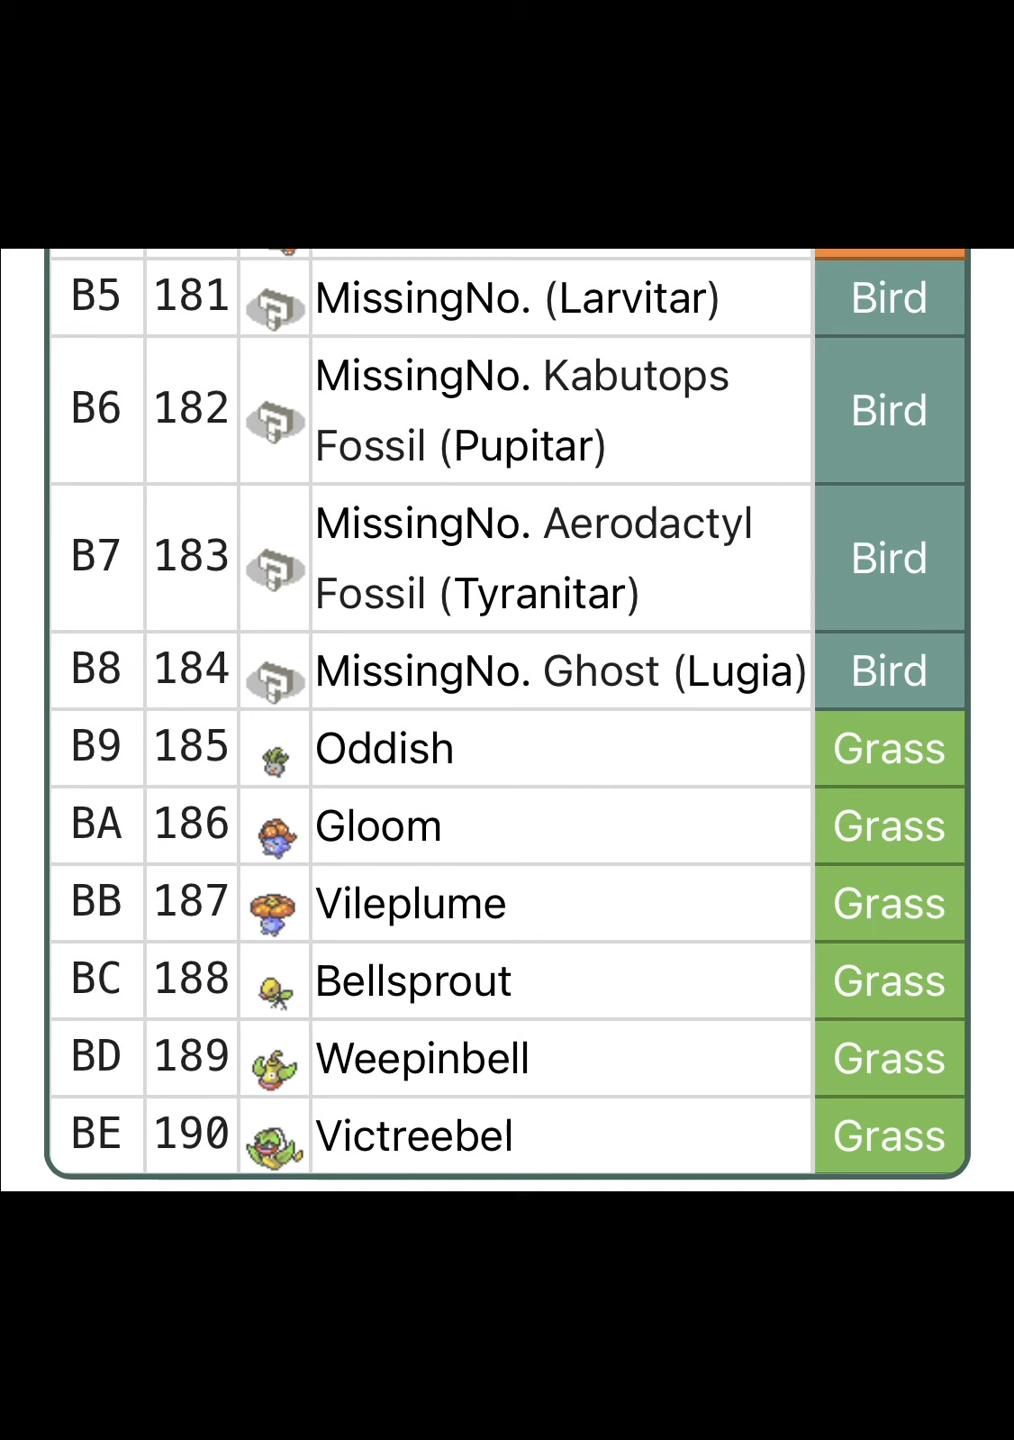 B5 181 MissingNo. (Larvitar) Bird
B6 182 MissingNo. Kabutops Bird
Fossil (Pupitar)
B7 183 MissingNo. Aerodactyl Bird
Fossil (Tyranitar)
B8 184 MissingNo. Ghost (Lugia) Bird
B9 185 Oddish Grass
BA 186 Gloom Grass
BB 187 Vileplume Grass
BC 188 Bellsprout Grass
BD 189 Weepinbell Grass
BE 190 Victreebel Grass